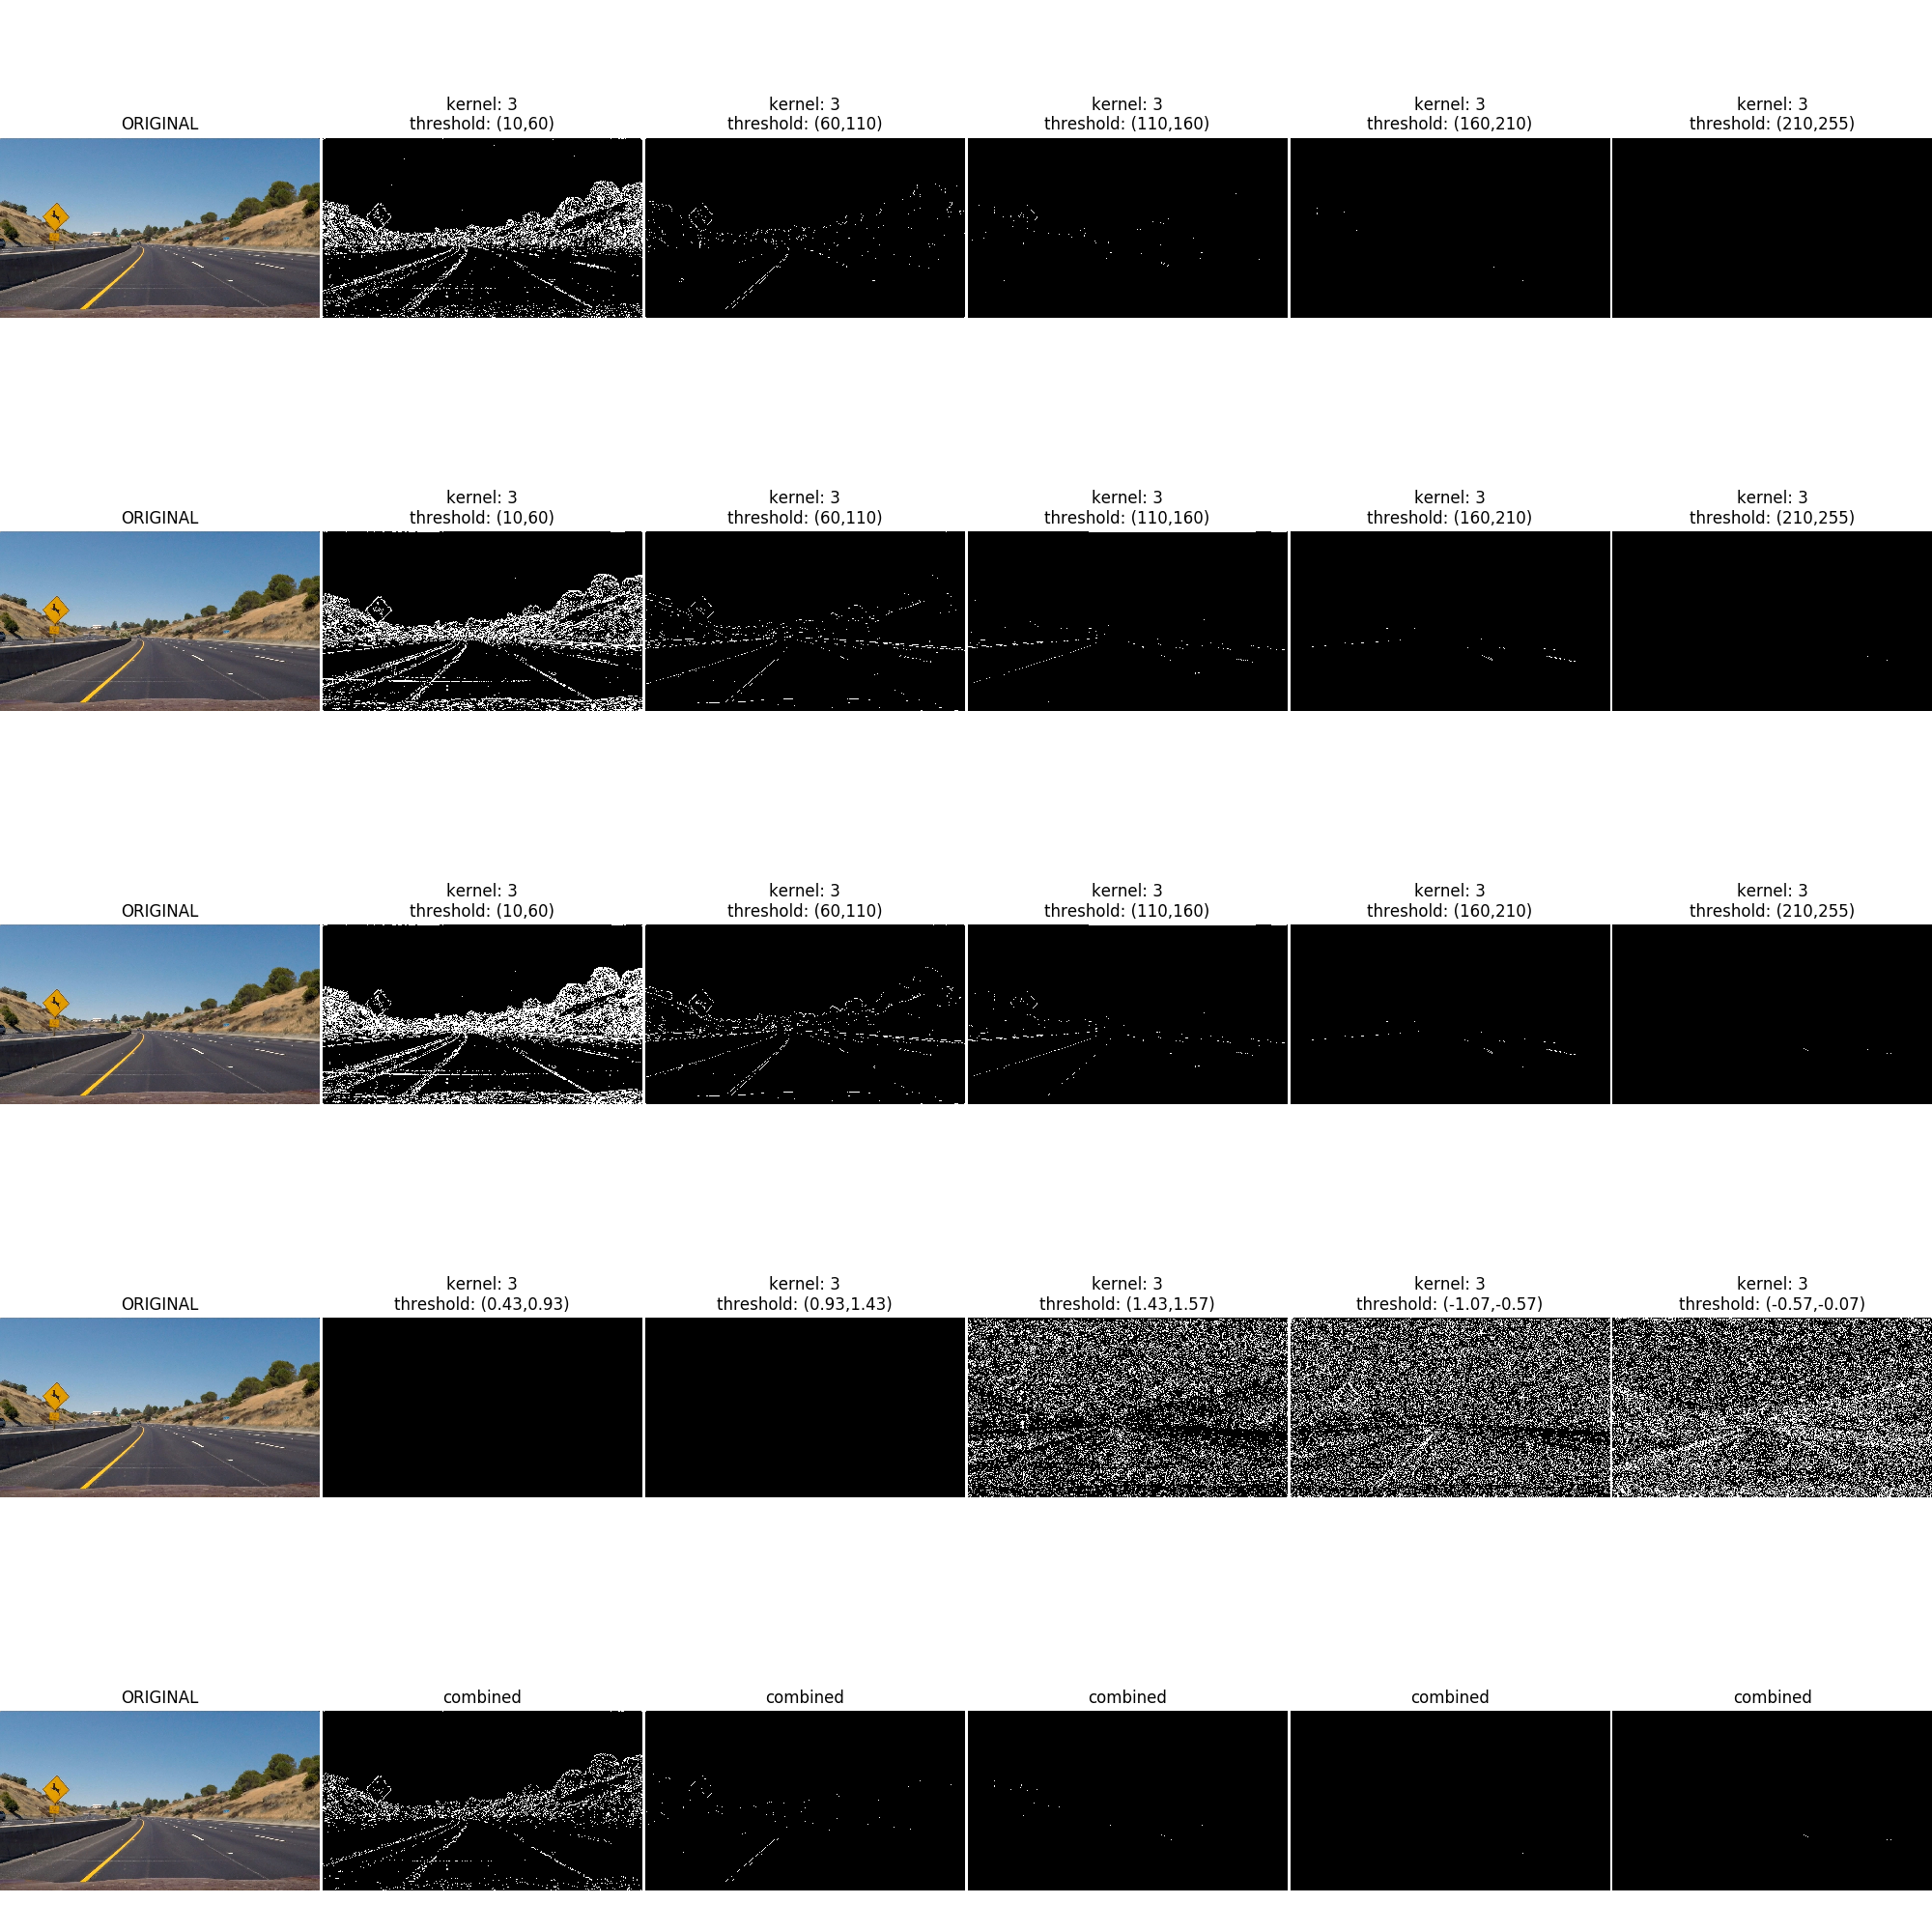 ORIGINAL
kernel: 3
threshold: (10,60)
kernel: 3
threshold: (60,110)
kernel: 3
threshold: (110,160)
kernel: 3
threshold: (160,210)
kernel: 3
threshold: (210,255)
ORIGINAL
kernel: 3
threshold: (10,60)
kernel: 3
threshold: (60,110)
kernel: 3
threshold: (110,160)
kernel: 3
threshold: (160,210)
kernel: 3
threshold: (210,255)
ORIGINAL
kernel: 3
threshold: (10,60)
kernel: 3
threshold: (60,110)
kernel: 3
threshold: (110,160)
kernel: 3
threshold: (160,210)
kernel: 3
threshold: (210,255)
ORIGINAL
kernel: 3
threshold: (0.43,0.93)
kernel: 3
threshold: (0.93,1.43)
kernel: 3
threshold: (1.43,1.57)
kernel: 3
threshold: (-1.07,-0.57)
kernel: 3
threshold: (-0.57,-0.07)
ORIGINAL
combined
combined
combined
combined
combined